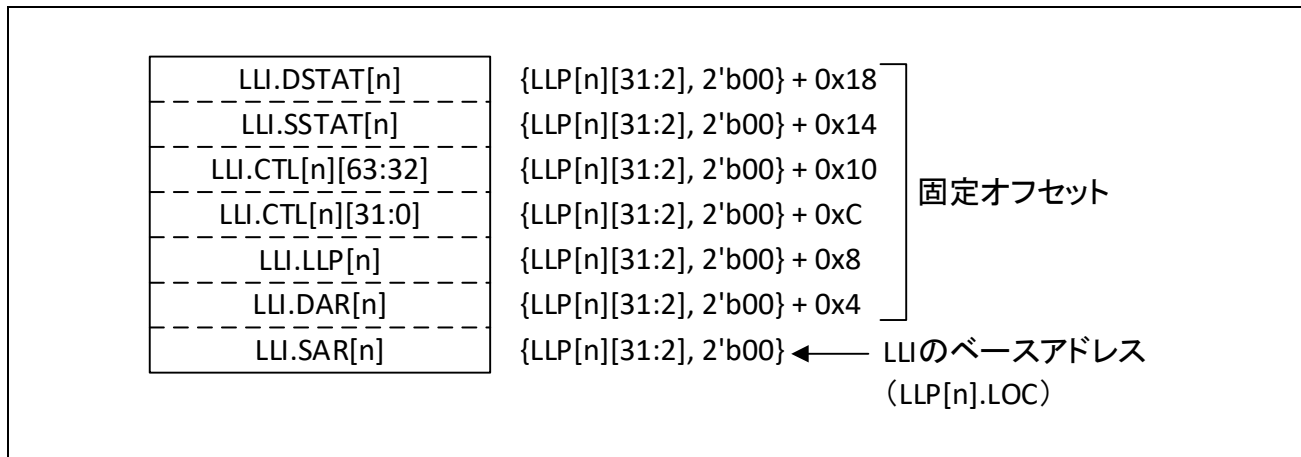 LLI.DSTAT[n] {LLP[n][31:2], 2'b00} + 0x18
LLI.SSTAT[n] {LLP[n][31:2], 2'b00} + 0x14
LLI.CTL[n][63:32] {LLP[n][31:2], 2'b00} + 0x10
LLI.CTL[n][31:0] {LLP[n][31:2], 2'b00} + 0xC
LLI.LLP[n] {LLP[n][31:2], 2'b00} + 0x8
LLI.DAR[n] {LLP[n][31:2], 2'b00} + 0x4
固定オフセット
LLI.SAR[n] {LLP[n][31:2], 2'b00} LLIのベースアドレス
（LLP[n].LOC）